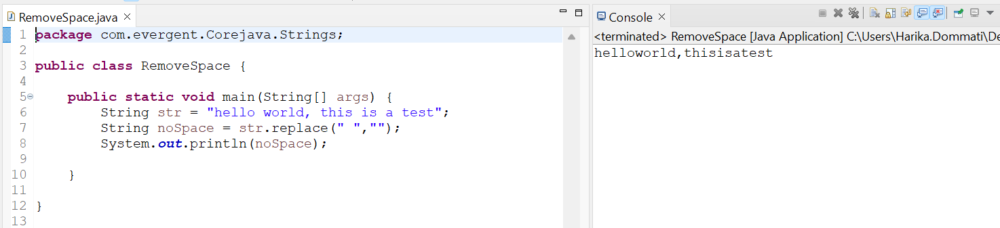 RemoveSpace.java
1 package com.evergent.Corejava.Strings;
2
3 public class RemoveSpace {
4
5 public static void main(String[] args) {
6 String str = "hello world, this is a test";
7 String noSpace = str.replace(" ","");
8 System.out.println(noSpace);
9
10 }
11
12 }
13
Console
<terminated> RemoveSpace [Java Application] C:\Users\Harika.Dommati\De
helloworld,thisisatest